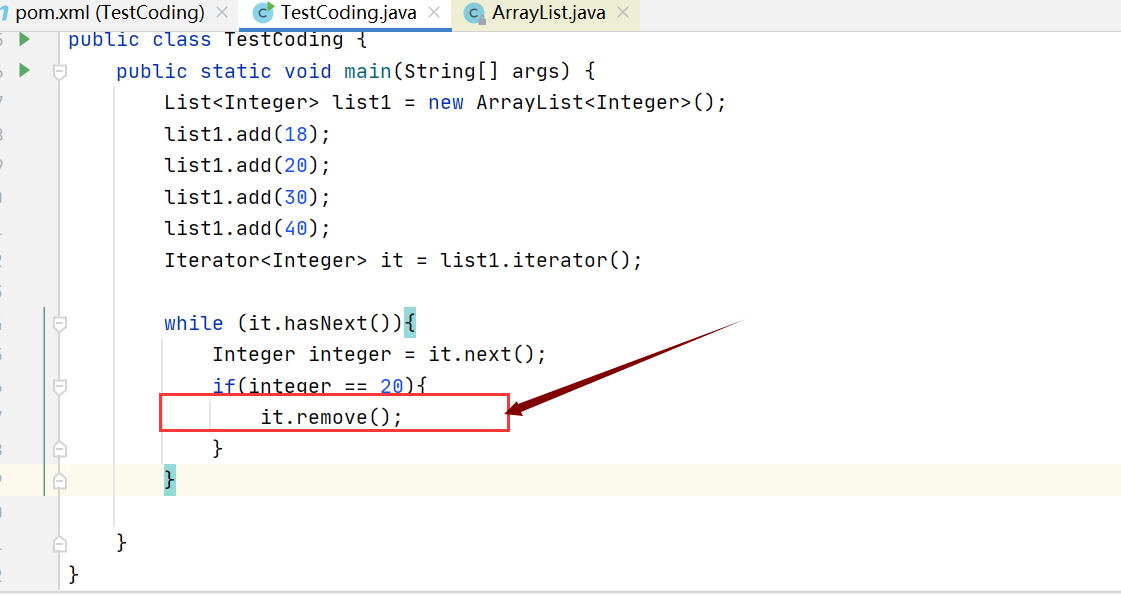 pom.xml (TestCoding) TestCoding.java ArrayList.java
public class TestCoding {
public static void main(String[] args) {
List<Integer> list1 = new ArrayList<Integer>();
list1.add(18);
list1.add(20);
list1.add(30);
list1.add(40);
Iterator<Integer> it = list1.iterator();
while (it.hasNext()){
Integer integer = it.next();
if(integer == 20){
it.remove();
}
}
}
}